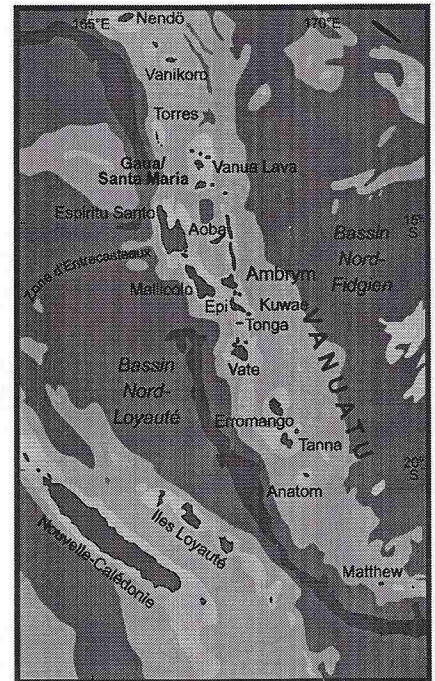 Nendö
165°E
170°E
Vanikoro
Torres
Gaua/
Santa Maria
Vanua Lava
Espiritu Santo
Aoba
15°
S
Bassin
Nord-
Fidgien
Zone d'Entrecasteaux
Ambrym
Mallicolo
Epi
Kuwae
Tonga
VANUATU
Vate
Bassin
Nord-
Loyauté
Erromango
Tanna
20°
S
Anatom
Iles Loyauté
Nouvelle-Calédonie
Matthew